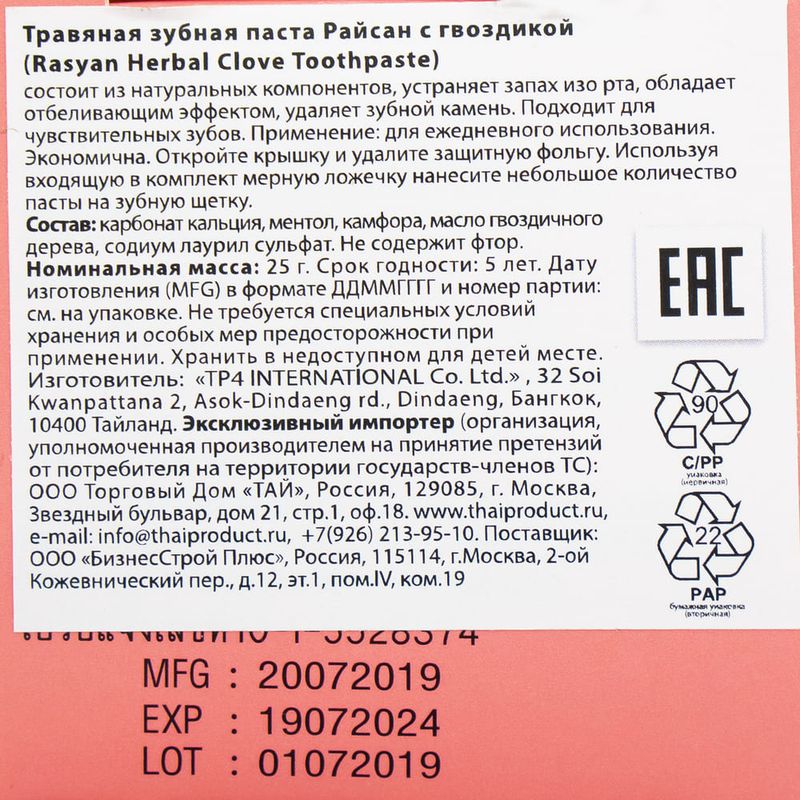 Травяная зубная паста Райсан с гвоздикой
(Rasyan Herbal Clove Toothpaste)
состоит из натуральных компонентов, устраняет запах изо рта, обладает
отбеливающим эффектом, удаляет зубной камень. Подходит для
чувствительных зубов. Применение: для ежедневного использования.
Экономична. Откройте крышку и удалите защитную фольгу. Используя
входящую в комплект мерную ложечку нанесите небольшое количество
пасты на зубную щетку.
Состав: карбонат кальция, ментол, камфора, масло гвоздичного
дерева, содиум лаурил сульфат. Не содержит фтор.
Номинальная масса: 25 г. Срок годности: 5 лет. Дату
изготовления (MFG) в формате ДДММГГГГ и номер партии:
см. на упаковке. Не требуется специальных условий
хранения и особых мер предосторожности при
применении. Хранить в недоступном для детей месте.
Изготовитель: «TP4 INTERNATIONAL Co. Ltd.» , 32 Soi
Kwanpattana 2, Asok-Dindaeng rd., Dindaeng, Бангкок,
10400 Тайланд. Эксклюзивный импортер (организация,
уполномоченная производителем на принятие претензий
от потребителя на территории государств-членов ТС):
ООО Торговый Дом «ТАЙ», Россия, 129085, г. Москва,
Звездный бульвар, дом 21, стр.1, оф.18. www.thaiproduct.ru,
e-mail: info@thaiproduct.ru, +7(926) 213-95-10. Поставщик:
ООО «БизнесСтрой Плюс», Россия, 115114, г.Москва, 2-ой
Кожевнический пер., д.12, эт.1, пом.IV, ком.19
EAC
90
C/PP
упаковка
(первичная)
22
PAP
бумажная упаковка
(вторичная)
MFG : 20072019
EXP : 19072024
LOT : 01072019